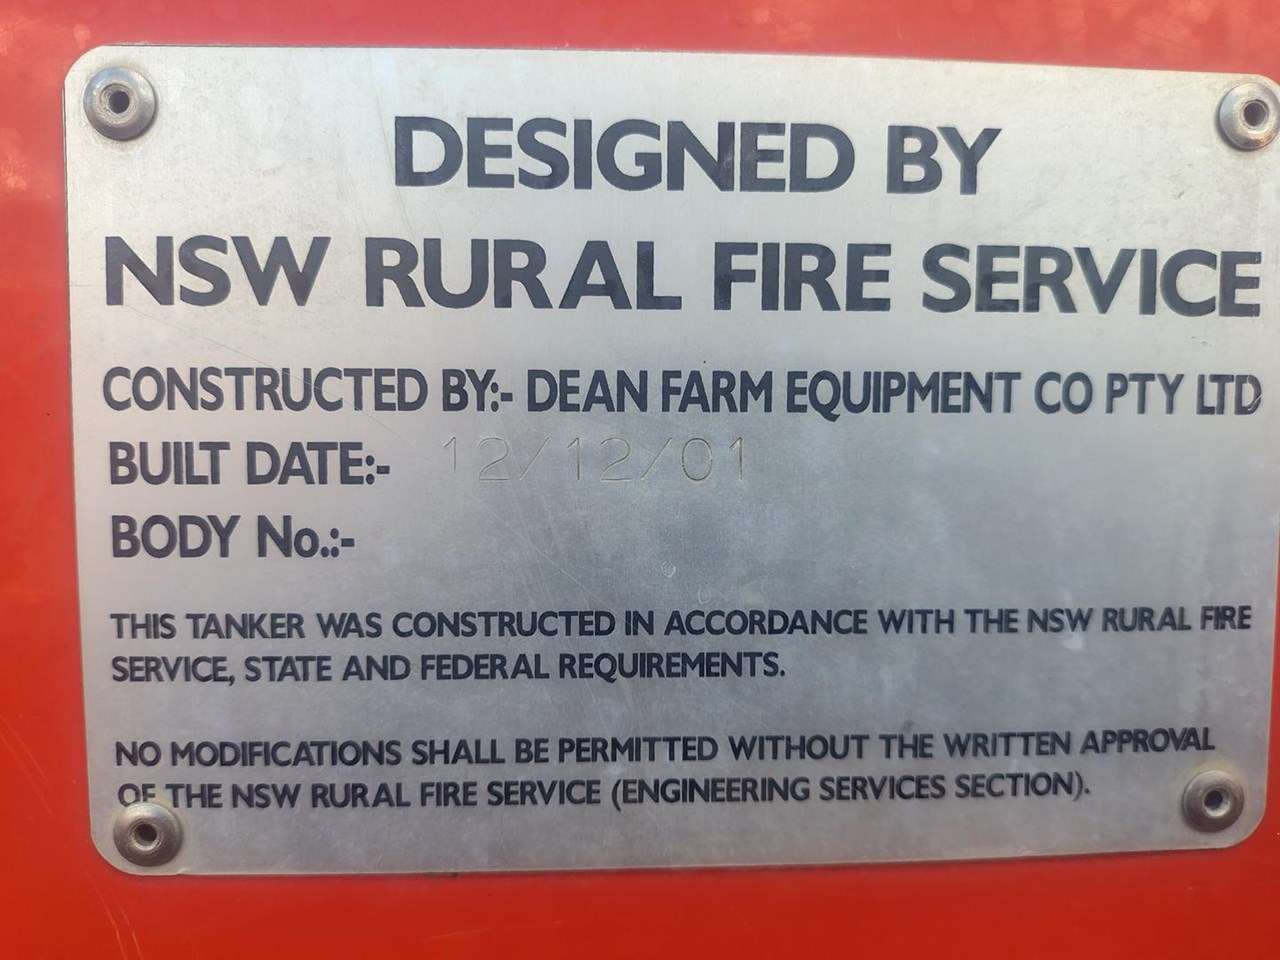 DESIGNED BY
NSW RURAL FIRE SERVICE
CONSTRUCTED BY:- DEAN FARM EQUIPMENT CO PTY LTD
BUILT DATE:- 12/12/01
BODY No.:-
THIS TANKER WAS CONSTRUCTED IN ACCORDANCE WITH THE NSW RURAL FIRE
SERVICE, STATE AND FEDERAL REQUIREMENTS.
NO MODIFICATIONS SHALL BE PERMITTED WITHOUT THE WRITTEN APPROVAL
OF THE NSW RURAL FIRE SERVICE (ENGINEERING SERVICES SECTION).